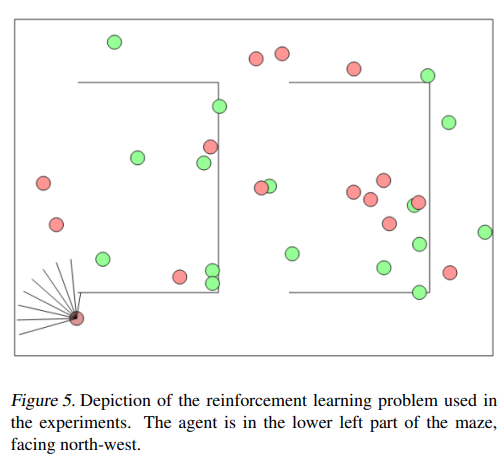 Figure 5. Depiction of the reinforcement learning problem used in
the experiments. The agent is in the lower left part of the maze,
facing north-west.